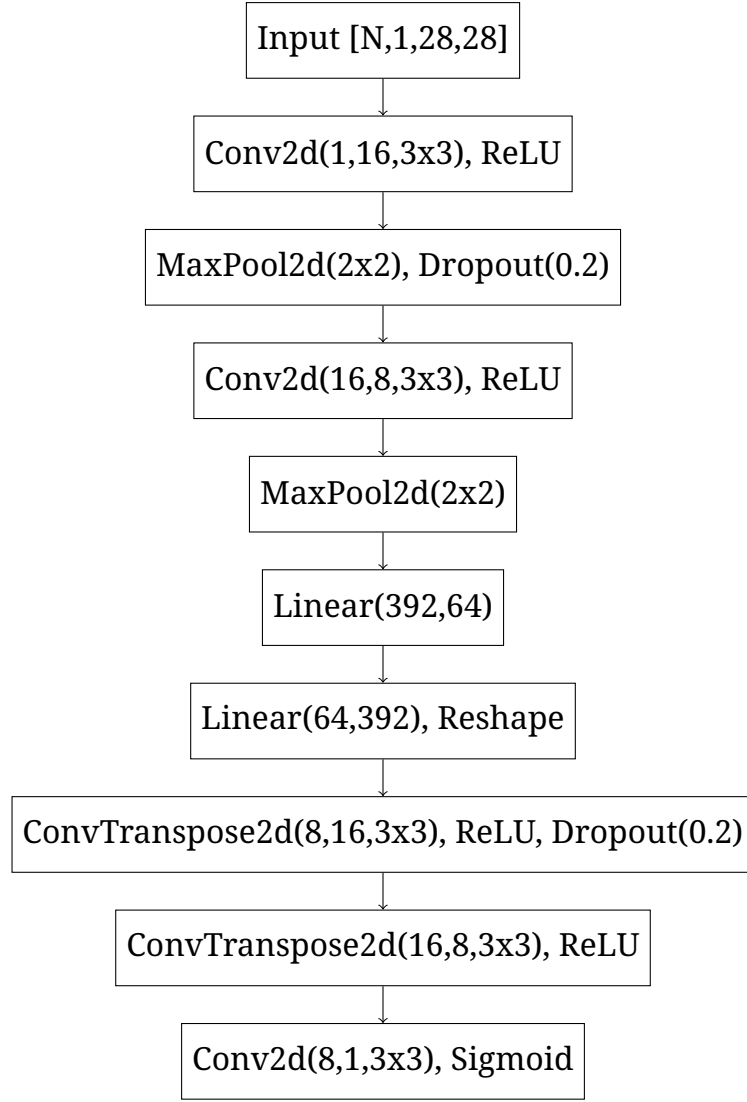 Input [N,1,28,28]
Conv2d(1,16,3x3), ReLU
MaxPool2d(2x2), Dropout(0.2)
Conv2d(16,8,3x3), ReLU
MaxPool2d(2x2)
Linear(392,64)
Linear(64,392), Reshape
ConvTranspose2d(8,16,3x3), ReLU, Dropout(0.2)
ConvTranspose2d(16,8,3x3), ReLU
Conv2d(8,1,3x3), Sigmoid